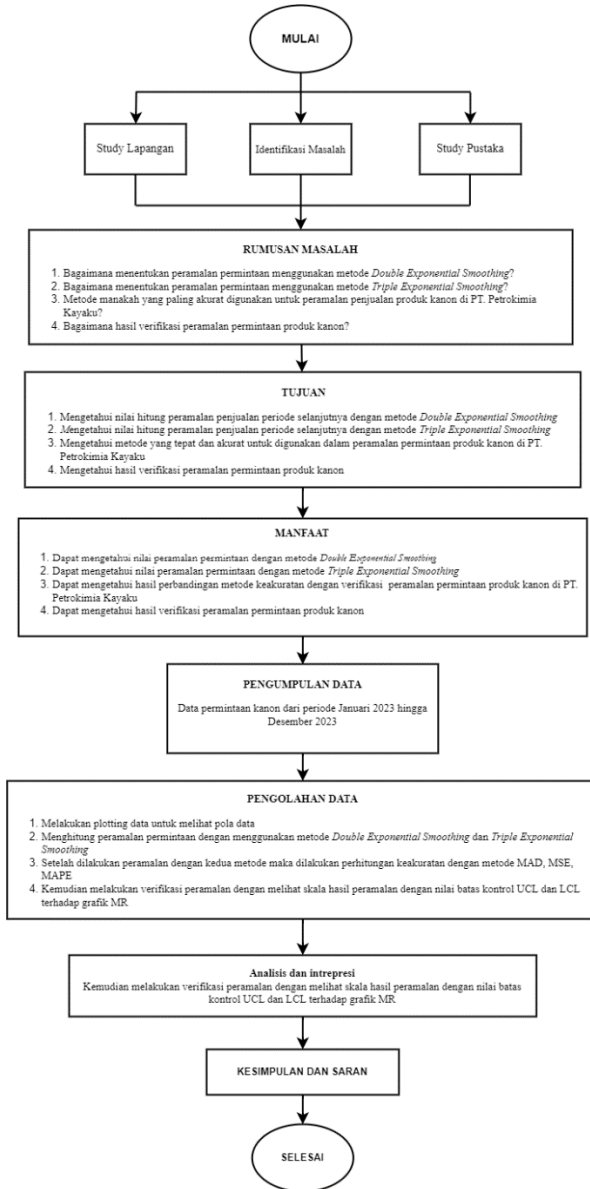 MULAI
Study Lapangan
Identifikasi Masalah
Study Pustaka
RUMUSAN MASALAH
1. Bagaimana menentukan peramalan permintaan menggunakan metode Double Exponential Smoothing?
2. Bagaimana menentukan peramalan permintaan menggunakan metode Triple Exponential Smoothing?
3. Metode manakah yang paling akurat digunakan untuk peramalan penjualan produk kanon di PT. Petrokimia
Kayaku?
4. Bagaimana hasil verifikasi peramalan permintaan produk kanon?
TUJUAN
1. Mengetahui nilai hitung peramalan penjualan periode selanjutnya dengan metode Double Exponential Smoothing
2. Mengetahui nilai hitung peramalan penjualan periode selanjutnya dengan metode Triple Exponential Smoothing
3. Mengetahui metode yang tepat dan akurat untuk digunakan dalam peramalan permintaan produk kanon di PT.
Petrokimia Kayaku
4. Mengetahui hasil verifikasi peramalan permintaan produk kanon
MANFAAT
1. Dapat mengetahui nilai peramalan permintaan dengan metode Double Exponential Smoothing
2. Dapat mengetahui nilai peramalan permintaan dengan metode Triple Exponential Smoothing
3. Dapat mengetahui hasil perbandingan metode keakuratan dengan verifikasi peramalan permintaan produk kanon di PT.
Petrokimia Kayaku
4. Dapat mengetahui hasil verifikasi peramalan permintaan produk kanon
PENGUMPULAN DATA
Data permintaan kanon dari periode Januari 2023 hingga
Desember 2023
PENGOLAHAN DATA
1. Melakukan plotting data untuk melihat pola data
2. Menghitung peramalan permintaan dengan menggunakan metode Double Exponential Smoothing dan Triple Exponential
Smoothing
3. Setelah dilakukan peramalan dengan kedua metode maka dilakukan perhitungan keakuratan dengan metode MAD, MSE,
MAPE
4. Kemudian melakukan verifikasi peramalan dengan melihat skala hasil peramalan dengan nilai batas kontrol UCL dan LCL
terhadap grafik MR
Analisis dan intrepresi
Kemudian melakukan verifikasi peramalan dengan melihat skala hasil peramalan dengan nilai batas
kontrol UCL dan LCL terhadap grafik MR
KESIMPULAN DAN SARAN
SELESAI